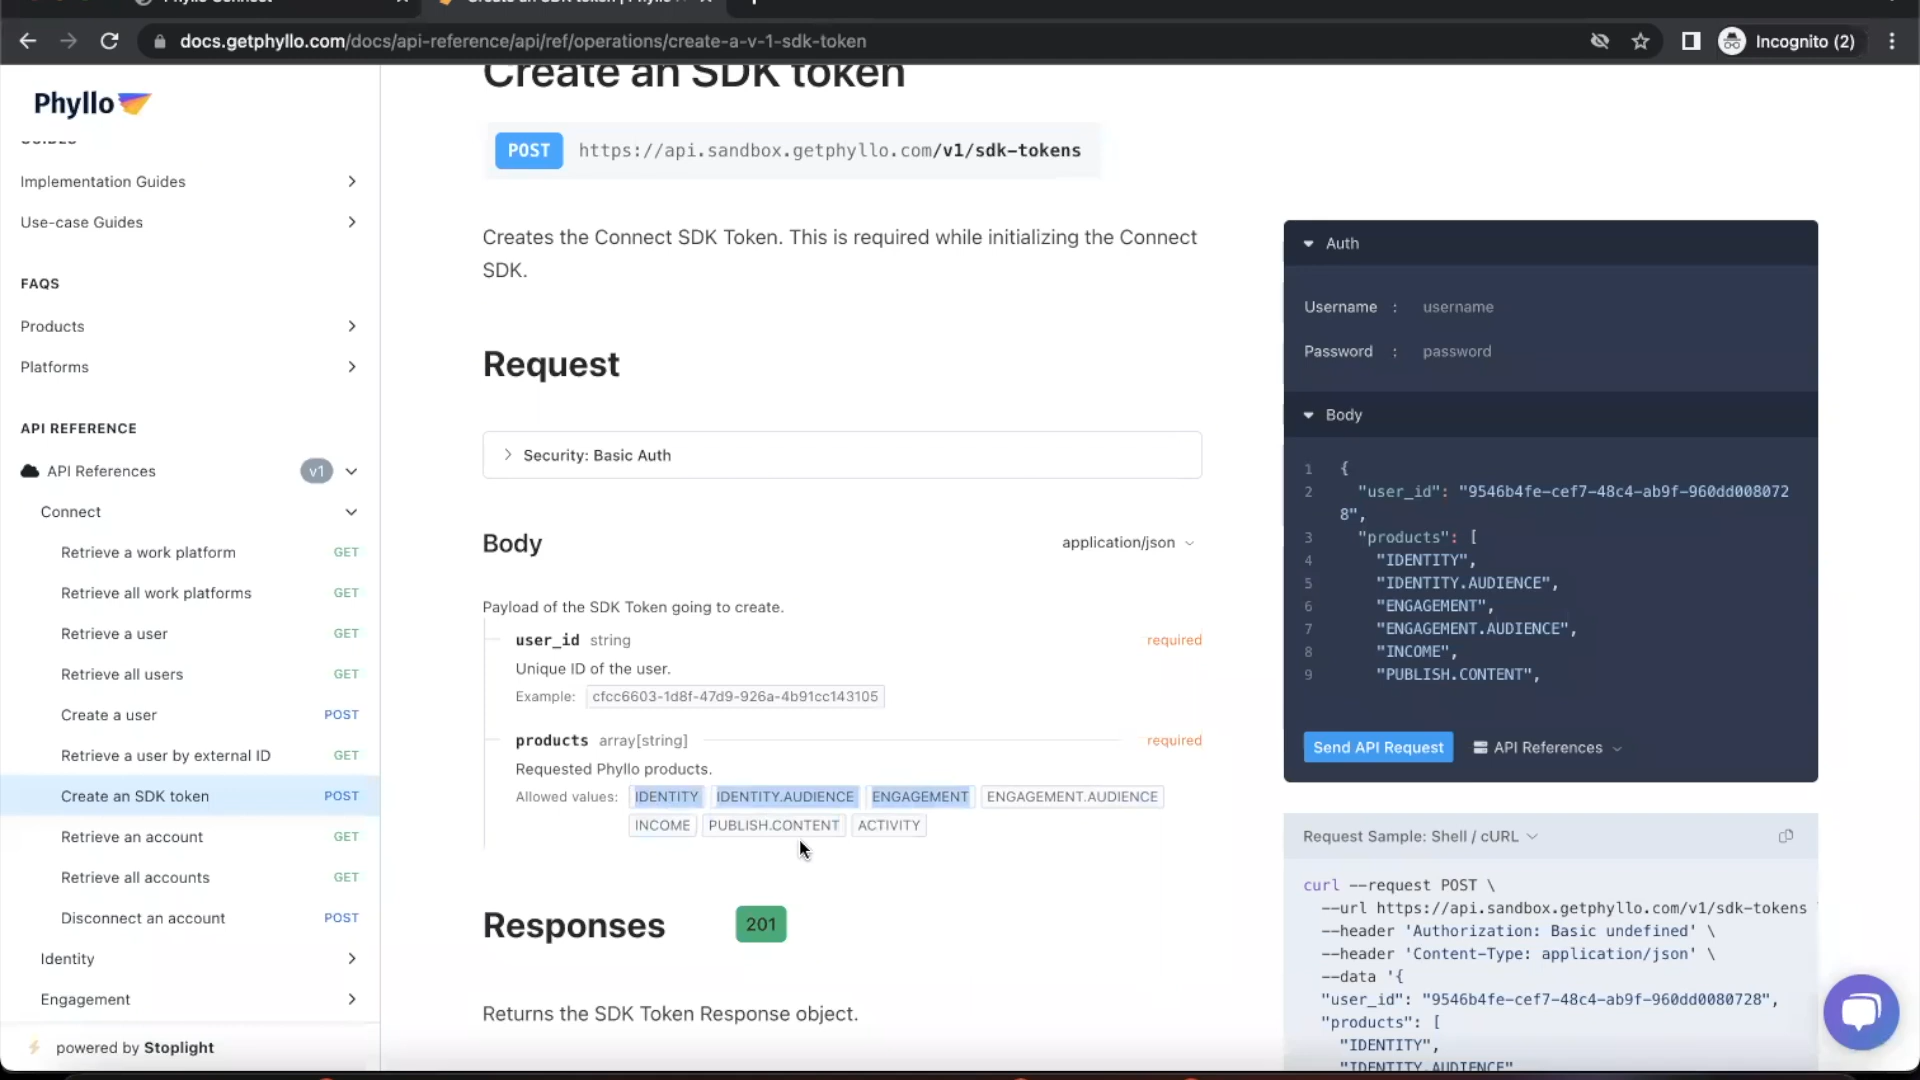 docs.getphyllo.com/docs/api-reference/api/ref/operations/create-a-v-1-sdk-token
Incognito (2)
Phyllo
Implementation Guides
Use-case Guides
FAQS
Products
Platforms
API REFERENCE
API References v1
Connect
Retrieve a work platform GET
Retrieve all work platforms GET
Retrieve a user GET
Retrieve all users GET
Create a user POST
Retrieve a user by external ID GET
Create an SDK token POST
Retrieve an account GET
Retrieve all accounts GET
Disconnect an account POST
Identity
Engagement
powered by Stoplight
Create an SDK token
POST https://api.sandbox.getphyllo.com/v1/sdk-tokens
Creates the Connect SDK Token. This is required while initializing the Connect
SDK.
Request
Security: Basic Auth
Body application/json
Payload of the SDK Token going to create.
user_id string required
Unique ID of the user.
Example: cfcc6603-1d8f-47d9-926a-4b91cc143105
products array[string] required
Requested Phyllo products.
Allowed values: IDENTITY IDENTITY.AUDIENCE ENGAGEMENT ENGAGEMENT.AUDIENCE
INCOME PUBLISH.CONTENT ACTIVITY
Responses 201
Returns the SDK Token Response object.
Auth
Username : username
Password : password
Body
1 {
2 "user_id": "9546b4fe-cef7-48c4-ab9f-960dd008072
8",
3 "products": [
4 "IDENTITY",
5 "IDENTITY.AUDIENCE",
6 "ENGAGEMENT",
7 "ENGAGEMENT.AUDIENCE",
8 "INCOME",
9 "PUBLISH.CONTENT",
Send API Request API References
Request Sample: Shell / cURL
curl --request POST \
--url https://api.sandbox.getphyllo.com/v1/sdk-tokens
--header 'Authorization: Basic undefined' \
--header 'Content-Type: application/json' \
--data '{
"user_id": "9546b4fe-cef7-48c4-ab9f-960dd0080728",
"products": [
"IDENTITY",
"IDENTITY.AUDIENCE"